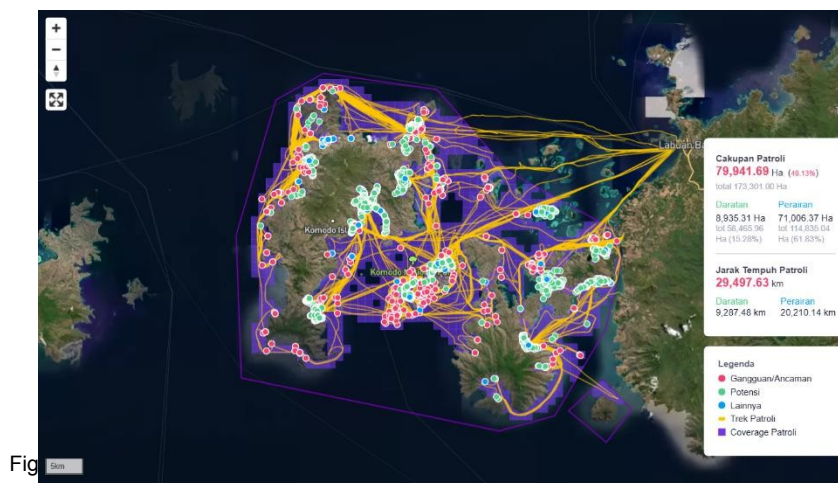 Labuan Ba
Cakupan Patroli
79,941.69 Ha (46.13%)
total 173,301.00 Ha
Daratan Perairan
8,935.31 Ha 71,006.37 Ha
tot 58,465.96 tot 114,835.04
Ha (15.28%) Ha (61.83%)
Komodo Isl
Komodo
Jarak Tempuh Patroli
29,497.63 km
Daratan Perairan
9,287.48 km 20,210.14 km
Legenda
Gangguan/Ancaman
Potensi
Lainnya
Trek Patroli
Coverage Patroli
Fig
5km